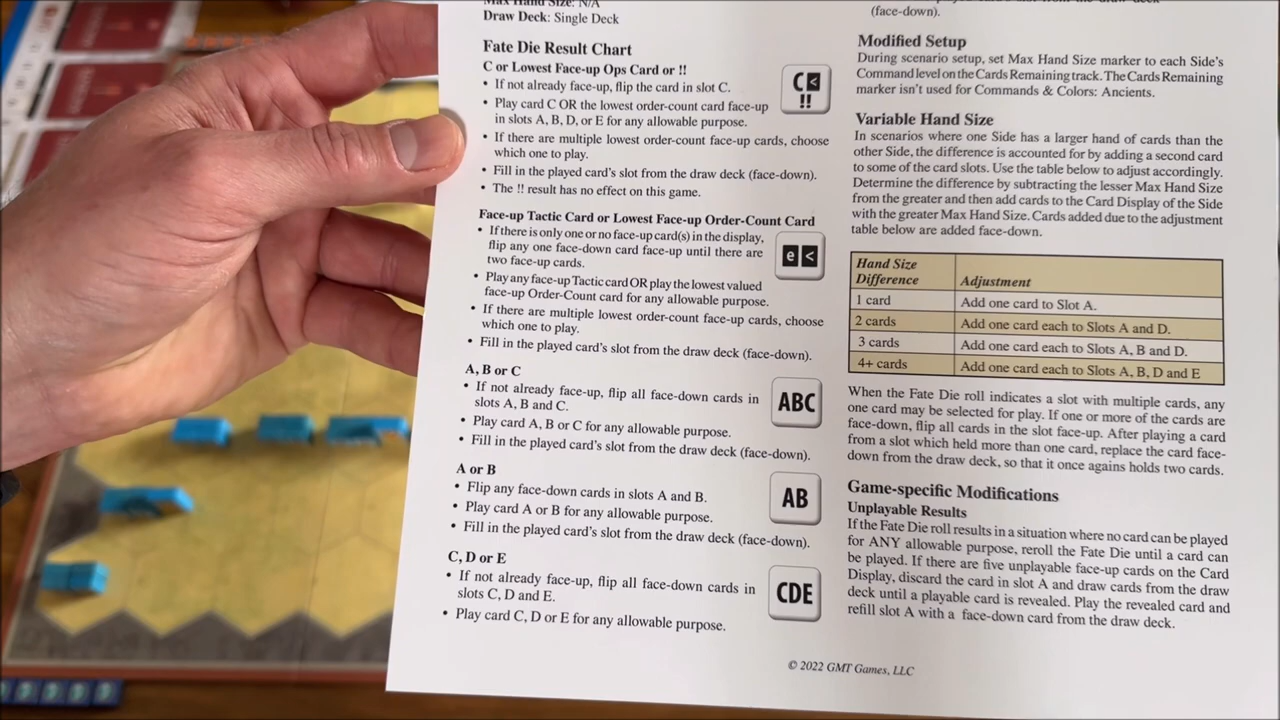 Max Hand Size: N/A
Draw Deck: Single Deck
Fate Die Result Chart
C or Lowest Face-up Ops Card or !!
• If not already face-up, flip the card in slot C.
• Play card C OR the lowest order-count card face-up
in slots A, B, D, or E for any allowable purpose.
• If there are multiple lowest order-count face-up cards, choose
which one to play.
• Fill in the played card's slot from the draw deck (face-down).
• The !! result has no effect on this game.
C <
!!
Face-up Tactic Card or Lowest Face-up Order-Count Card
• If there is only one or no face-up card(s) in the display,
flip any one face-down card face-up until there are
two face-up cards.
• Play any face-up Tactic card OR play the lowest valued
face-up Order-Count card for any allowable purpose.
• If there are multiple lowest order-count face-up cards, choose
which one to play.
• Fill in the played card's slot from the draw deck (face-down).
e <
A, B or C
• If not already face-up, flip all face-down cards in
slots A, B and C.
• Play card A, B or C for any allowable purpose.
• Fill in the played card's slot from the draw deck (face-down).
ABC
A or B
• Flip any face-down cards in slots A and B.
• Play card A or B for any allowable purpose.
• Fill in the played card's slot from the draw deck (face-down).
AB
C, D or E
• If not already face-up, flip all face-down cards in
slots C, D and E.
• Play card C, D or E for any allowable purpose.
CDE
(face-down).
Modified Setup
During scenario setup, set Max Hand Size marker to each Side's
Command level on the Cards Remaining track. The Cards Remaining
marker isn't used for Commands & Colors: Ancients.
Variable Hand Size
In scenarios where one Side has a larger hand of cards than the
other Side, the difference is accounted for by adding a second card
to some of the card slots. Use the table below to adjust accordingly.
Determine the difference by subtracting the lesser Max Hand Size
from the greater and then add cards to the Card Display of the Side
with the greater Max Hand Size. Cards added due to the adjustment
table below are added face-down.
Hand Size
Difference Adjustment
1 card Add one card to Slot A.
2 cards Add one card each to Slots A and D.
3 cards Add one card each to Slots A, B and D.
4+ cards Add one card each to Slots A, B, D and E
When the Fate Die roll indicates a slot with multiple cards, any
one card may be selected for play. If one or more of the cards are
face-down, flip all cards in the slot face-up. After playing a card
from a slot which held more than one card, replace the card face-
down from the draw deck, so that it once agains holds two cards.
Game-specific Modifications
Unplayable Results
If the Fate Die roll results in a situation where no card can be played
for ANY allowable purpose, reroll the Fate Die until a card can
be played. If there are five unplayable face-up cards on the Card
Display, discard the card in slot A and draw cards from the draw
deck until a playable card is revealed. Play the revealed card and
refill slot A with a face-down card from the draw deck.
© 2022 GMT Games, LLC